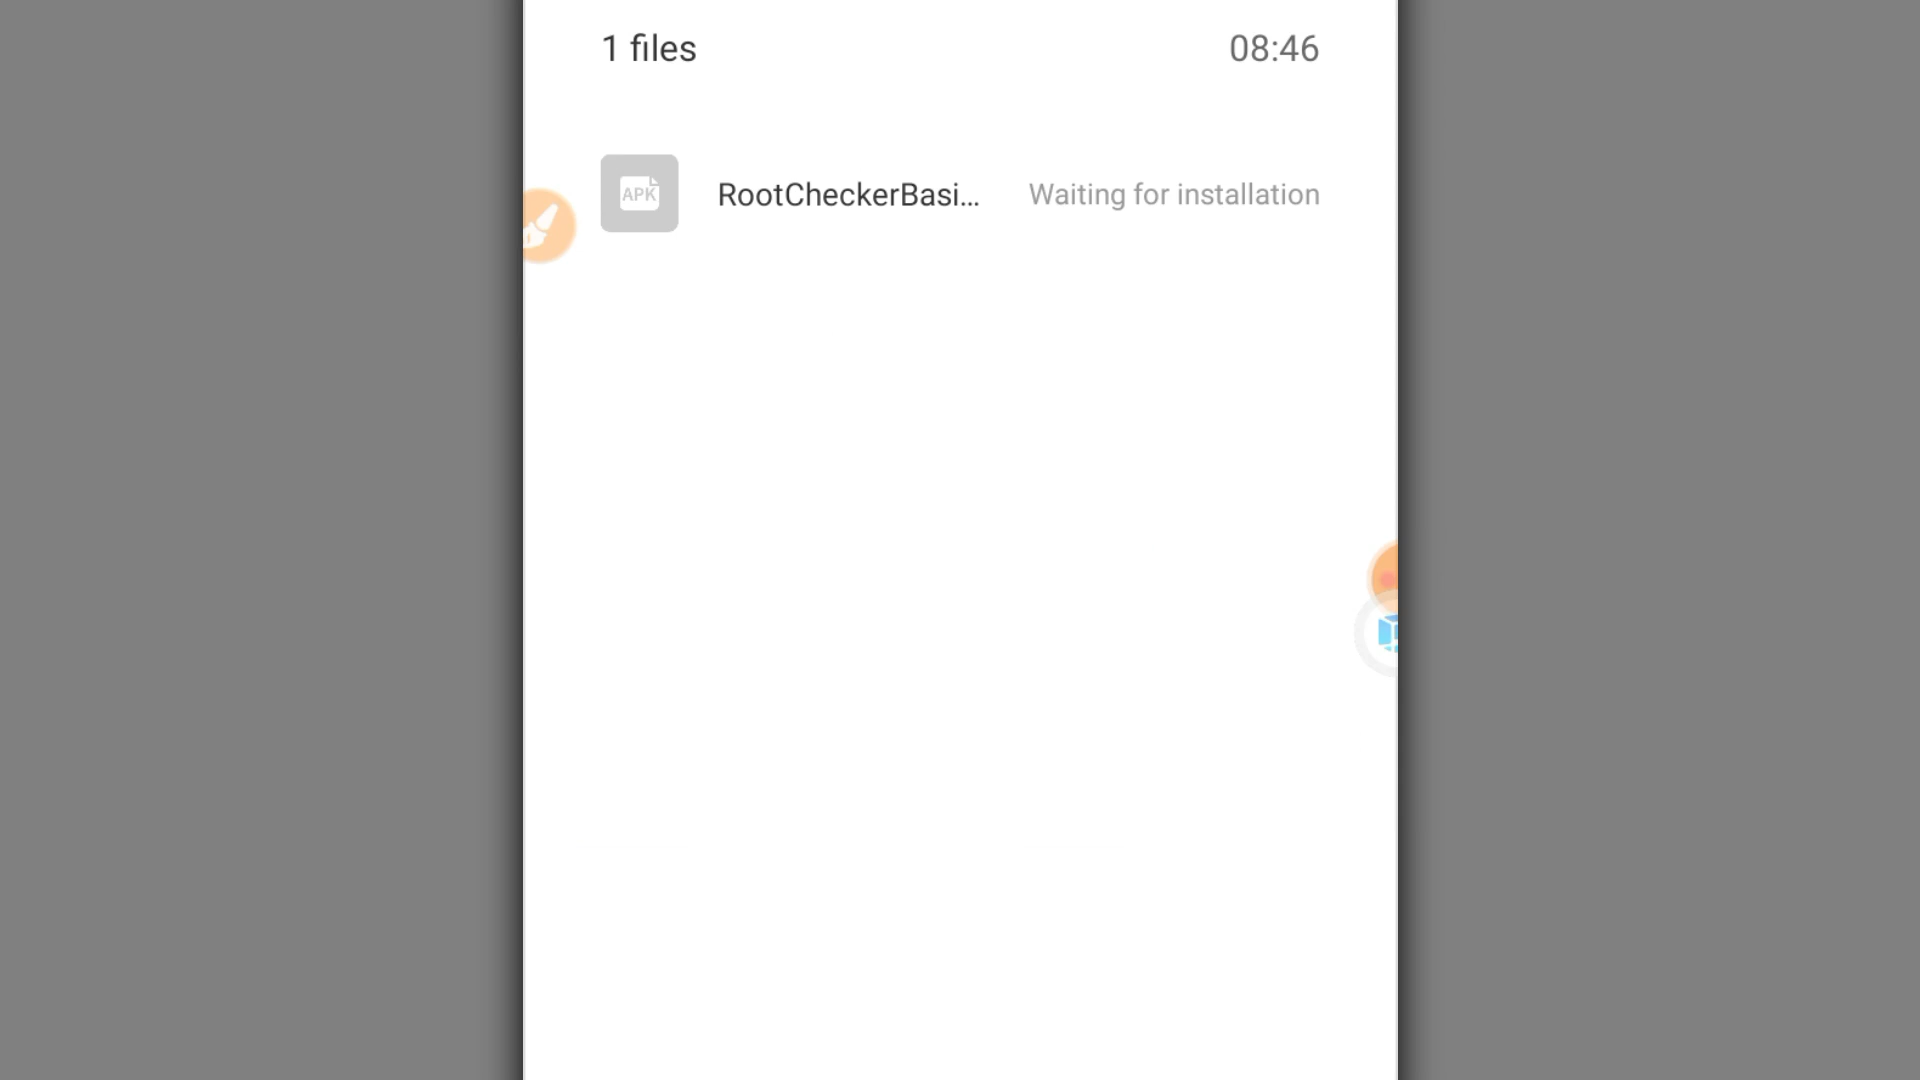 1 files 08:46
APK RootCheckerBasi... Waiting for installation